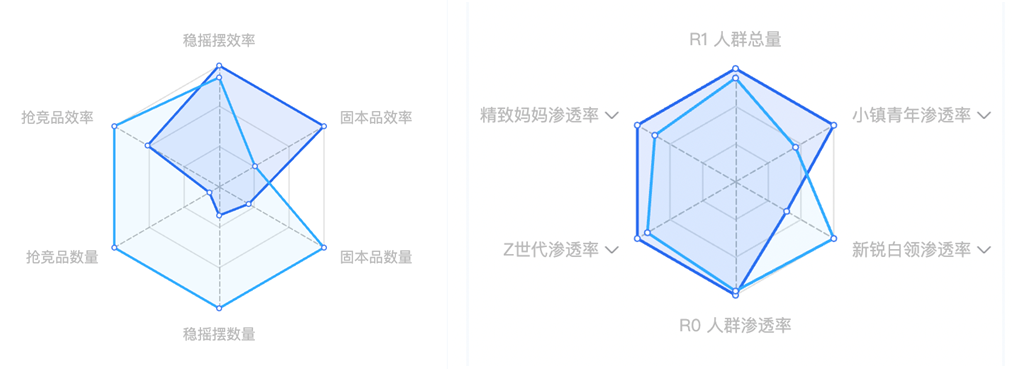 稳摇摆效率
抢竞品效率
固本品效率
抢竞品数量
固本品数量
稳摇摆数量
R1 人群总量
精致妈妈渗透率
小镇青年渗透率
Z世代渗透率
新锐白领渗透率
R0 人群渗透率